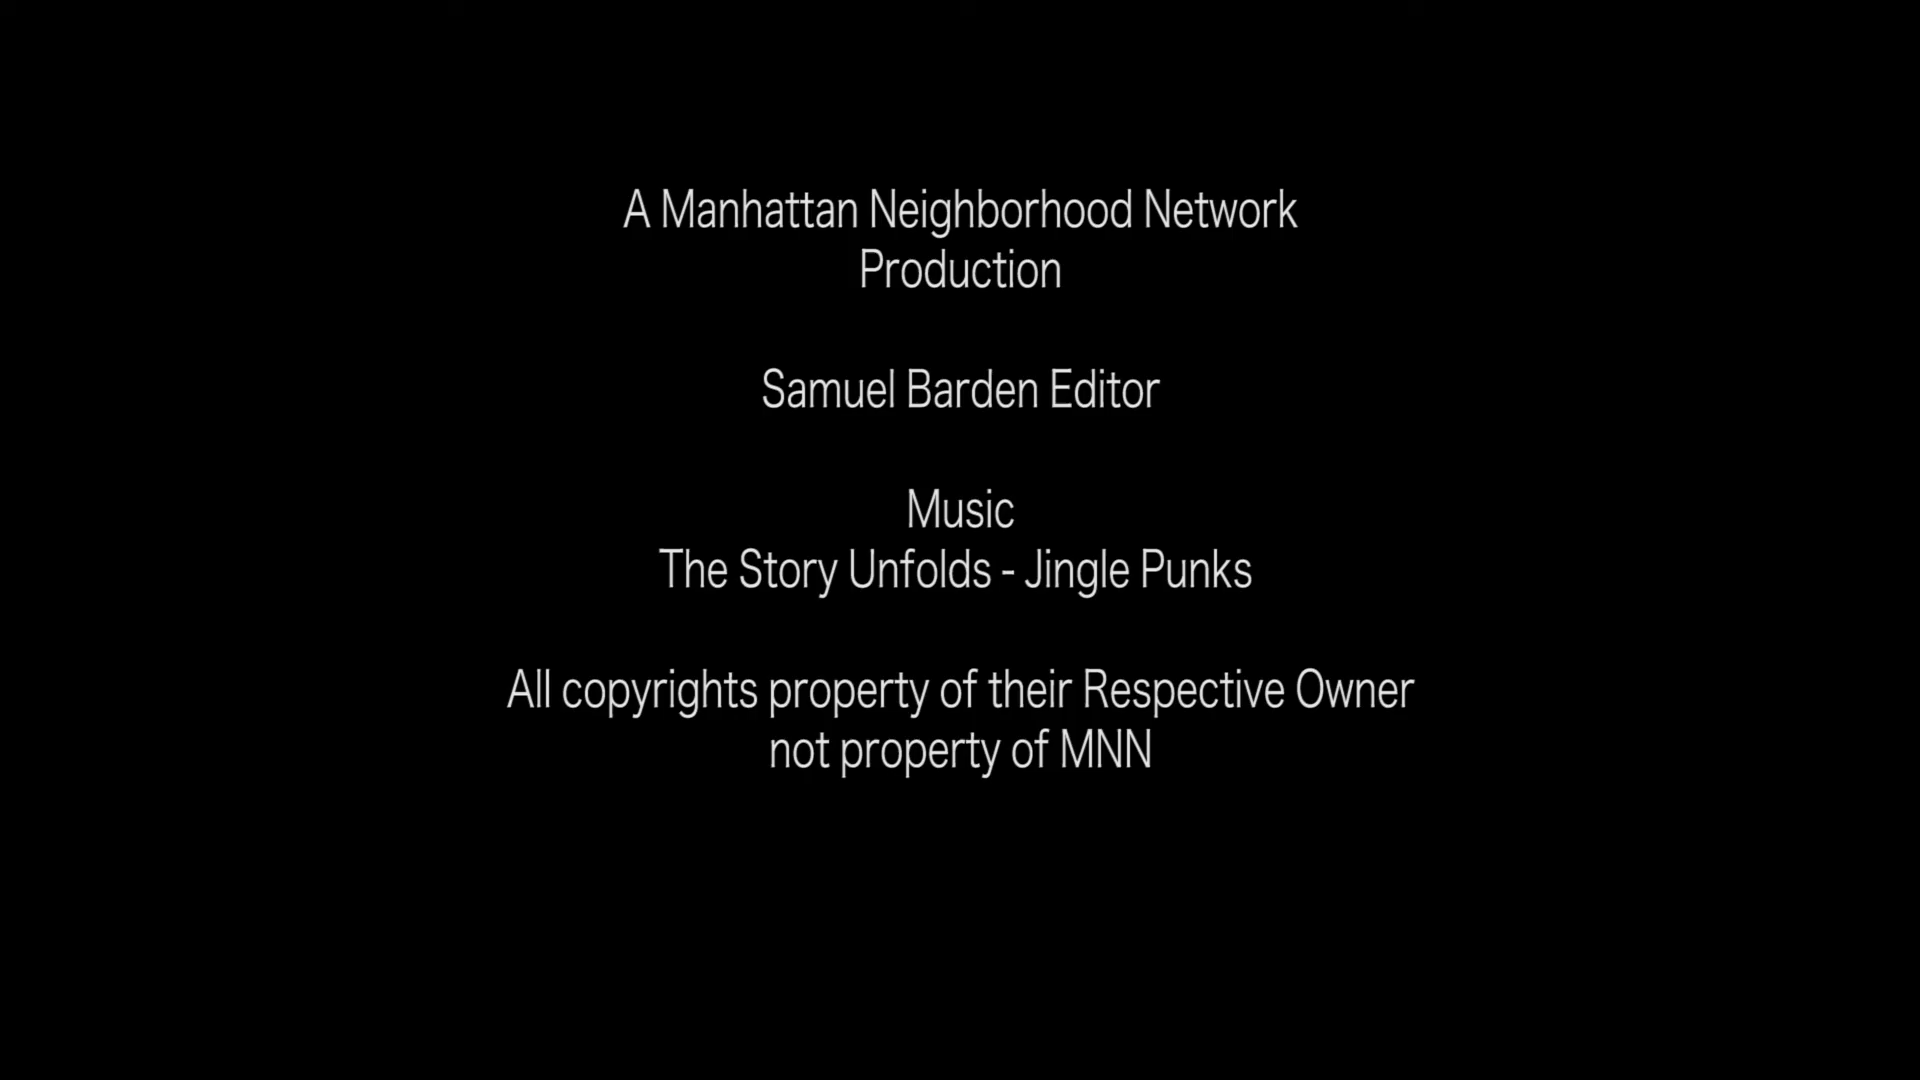 A Manhattan Neighborhood Network
Production
Samuel Barden Editor
Music
The Story Unfolds - Jingle Punks
All copyrights property of their Respective Owner
not property of MNN